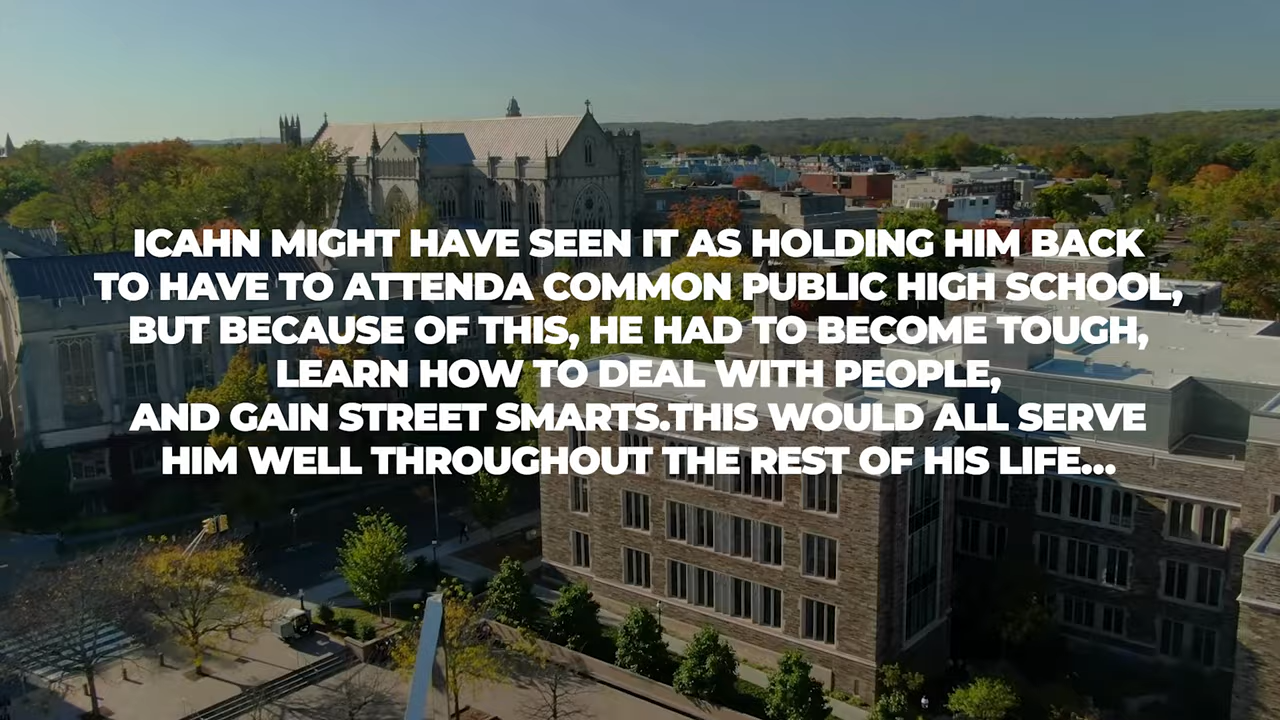 ICAHN MIGHT HAVE SEEN IT AS HOLDING HIM BACK
TO HAVE TO ATTENDA COMMON PUBLIC HIGH SCHOOL,
BUT BECAUSE OF THIS, HE HAD TO BECOME TOUGH,
LEARN HOW TO DEAL WITH PEOPLE,
AND GAIN STREET SMARTS.THIS WOULD ALL SERVE
HIM WELL THROUGHOUT THE REST OF HIS LIFE...